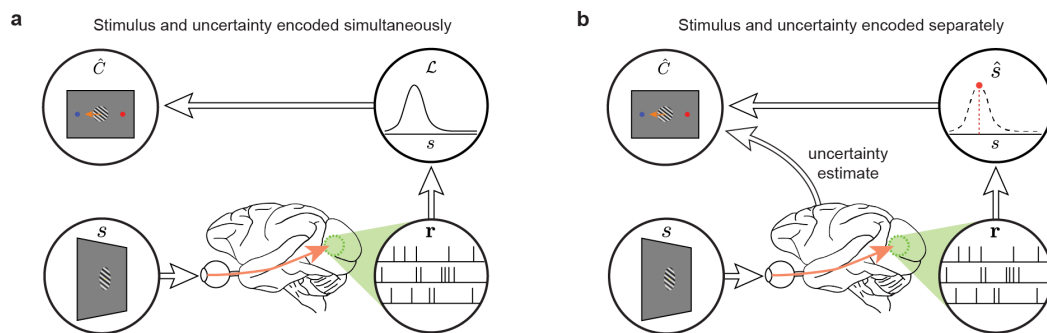 a
Stimulus and uncertainty encoded simultaneously
Ĉ
ℒ
s
s
r
b
Stimulus and uncertainty encoded separately
Ĉ
ŝ
s
uncertainty
estimate
s
r